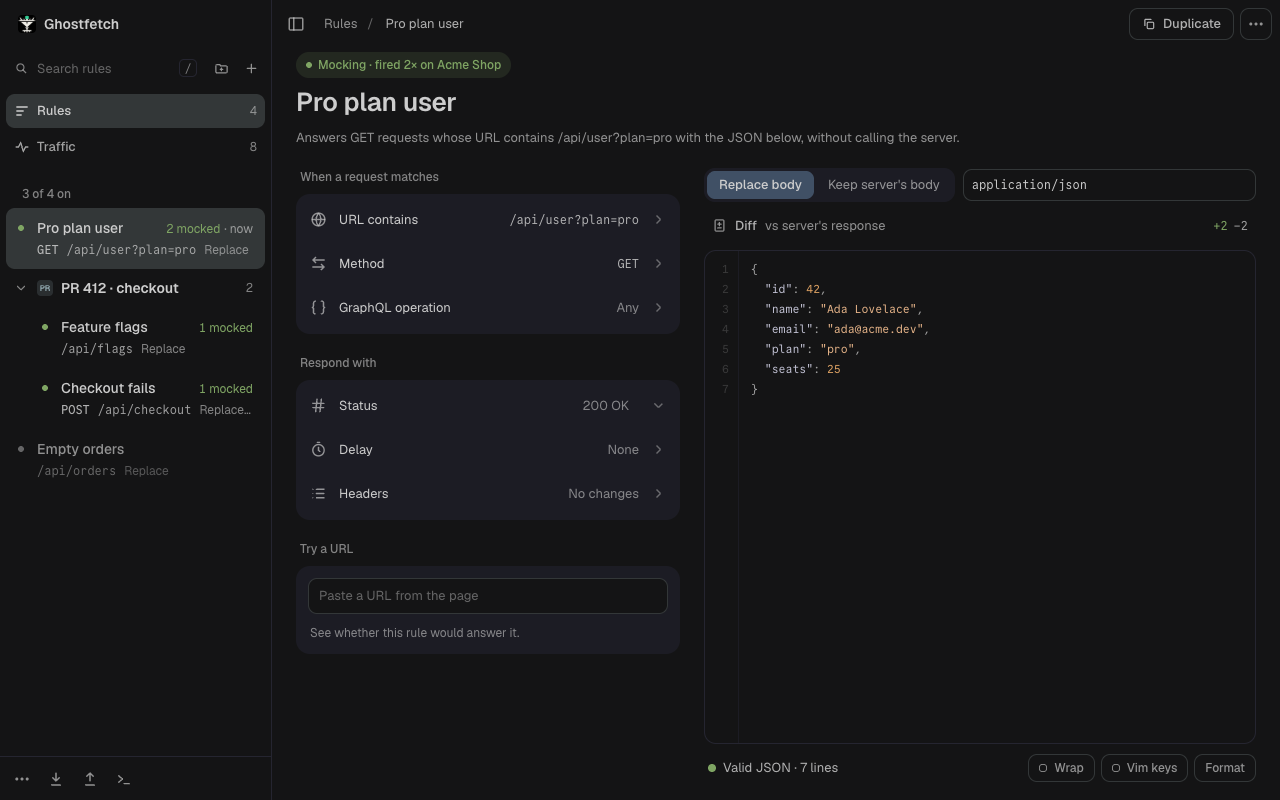 Ghostfetch
Search rules /
Rules 4
Traffic 8
3 of 4 on
Pro plan user 2 mocked · now
GET /api/user?plan=pro Replace
PR PR 412 · checkout 2
Feature flags 1 mocked
/api/flags Replace
Checkout fails 1 mocked
POST /api/checkout Replace…
Empty orders
/api/orders Replace
Rules / Pro plan user
Duplicate
Mocking · fired 2× on Acme Shop
Pro plan user
Answers GET requests whose URL contains /api/user?plan=pro with the JSON below, without calling the server.
When a request matches
URL contains /api/user?plan=pro
Method GET
GraphQL operation Any
Respond with
Status 200 OK
Delay None
Headers No changes
Try a URL
Paste a URL from the page
See whether this rule would answer it.
Replace body Keep server's body application/json
Diff vs server's response +2 −2
1 {
2 "id": 42,
3 "name": "Ada Lovelace",
4 "email": "ada@acme.dev",
5 "plan": "pro",
6 "seats": 25
7 }
Valid JSON · 7 lines
Wrap Vim keys Format